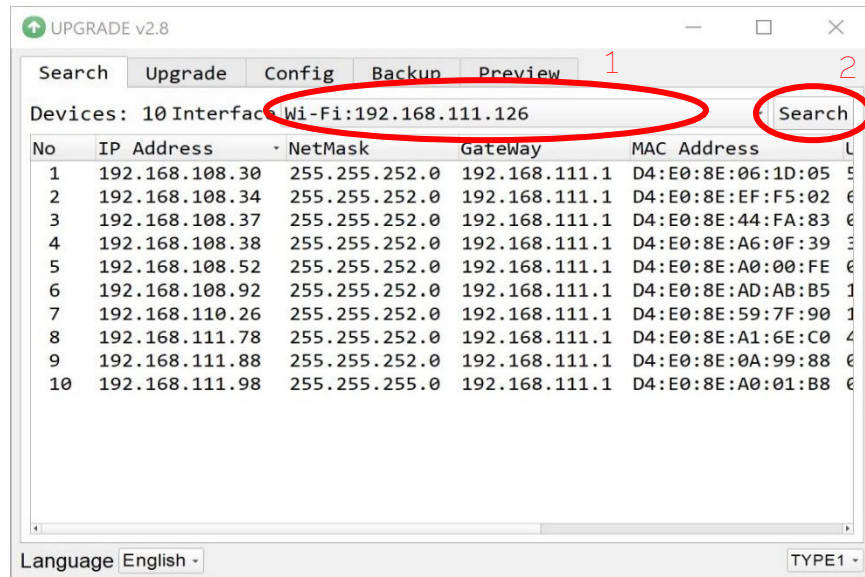 UPGRADE v2.8
Search Upgrade Config Backup Preview 1 2
Devices: 10 Interface Wi-Fi:192.168.111.126 Search
No IP Address NetMask GateWay MAC Address
1 192.168.108.30 255.255.252.0 192.168.111.1 D4:E0:8E:06:1D:05
2 192.168.108.34 255.255.252.0 192.168.111.1 D4:E0:8E:EF:F5:02
3 192.168.108.37 255.255.252.0 192.168.111.1 D4:E0:8E:44:FA:83
4 192.168.108.38 255.255.252.0 192.168.111.1 D4:E0:8E:A6:0F:39
5 192.168.108.52 255.255.252.0 192.168.111.1 D4:E0:8E:A0:00:FE
6 192.168.108.92 255.255.252.0 192.168.111.1 D4:E0:8E:AD:AB:B5
7 192.168.110.26 255.255.252.0 192.168.111.1 D4:E0:8E:59:7F:90
8 192.168.111.78 255.255.252.0 192.168.111.1 D4:E0:8E:A1:6E:C0
9 192.168.111.88 255.255.252.0 192.168.111.1 D4:E0:8E:0A:99:88
10 192.168.111.98 255.255.255.0 192.168.111.1 D4:E0:8E:A0:01:B8
Language English TYPE1